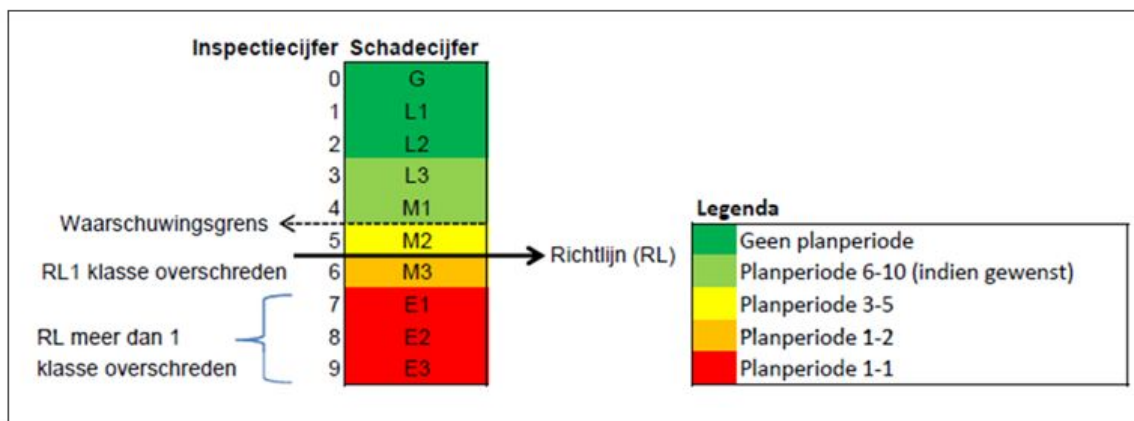 Inspectiecijfer Schadecijfer
0 G
1 L1
2 L2
3 L3
4 M1
Waarschuwingsgrens
5 M2
Richtlijn (RL)
RL1 klasse overschreden
6 M3
7 E1
RL meer dan 1
klasse overschreden
8 E2
9 E3
Legenda
Geen planperiode
Planperiode 6-10 (indien gewenst)
Planperiode 3-5
Planperiode 1-2
Planperiode 1-1